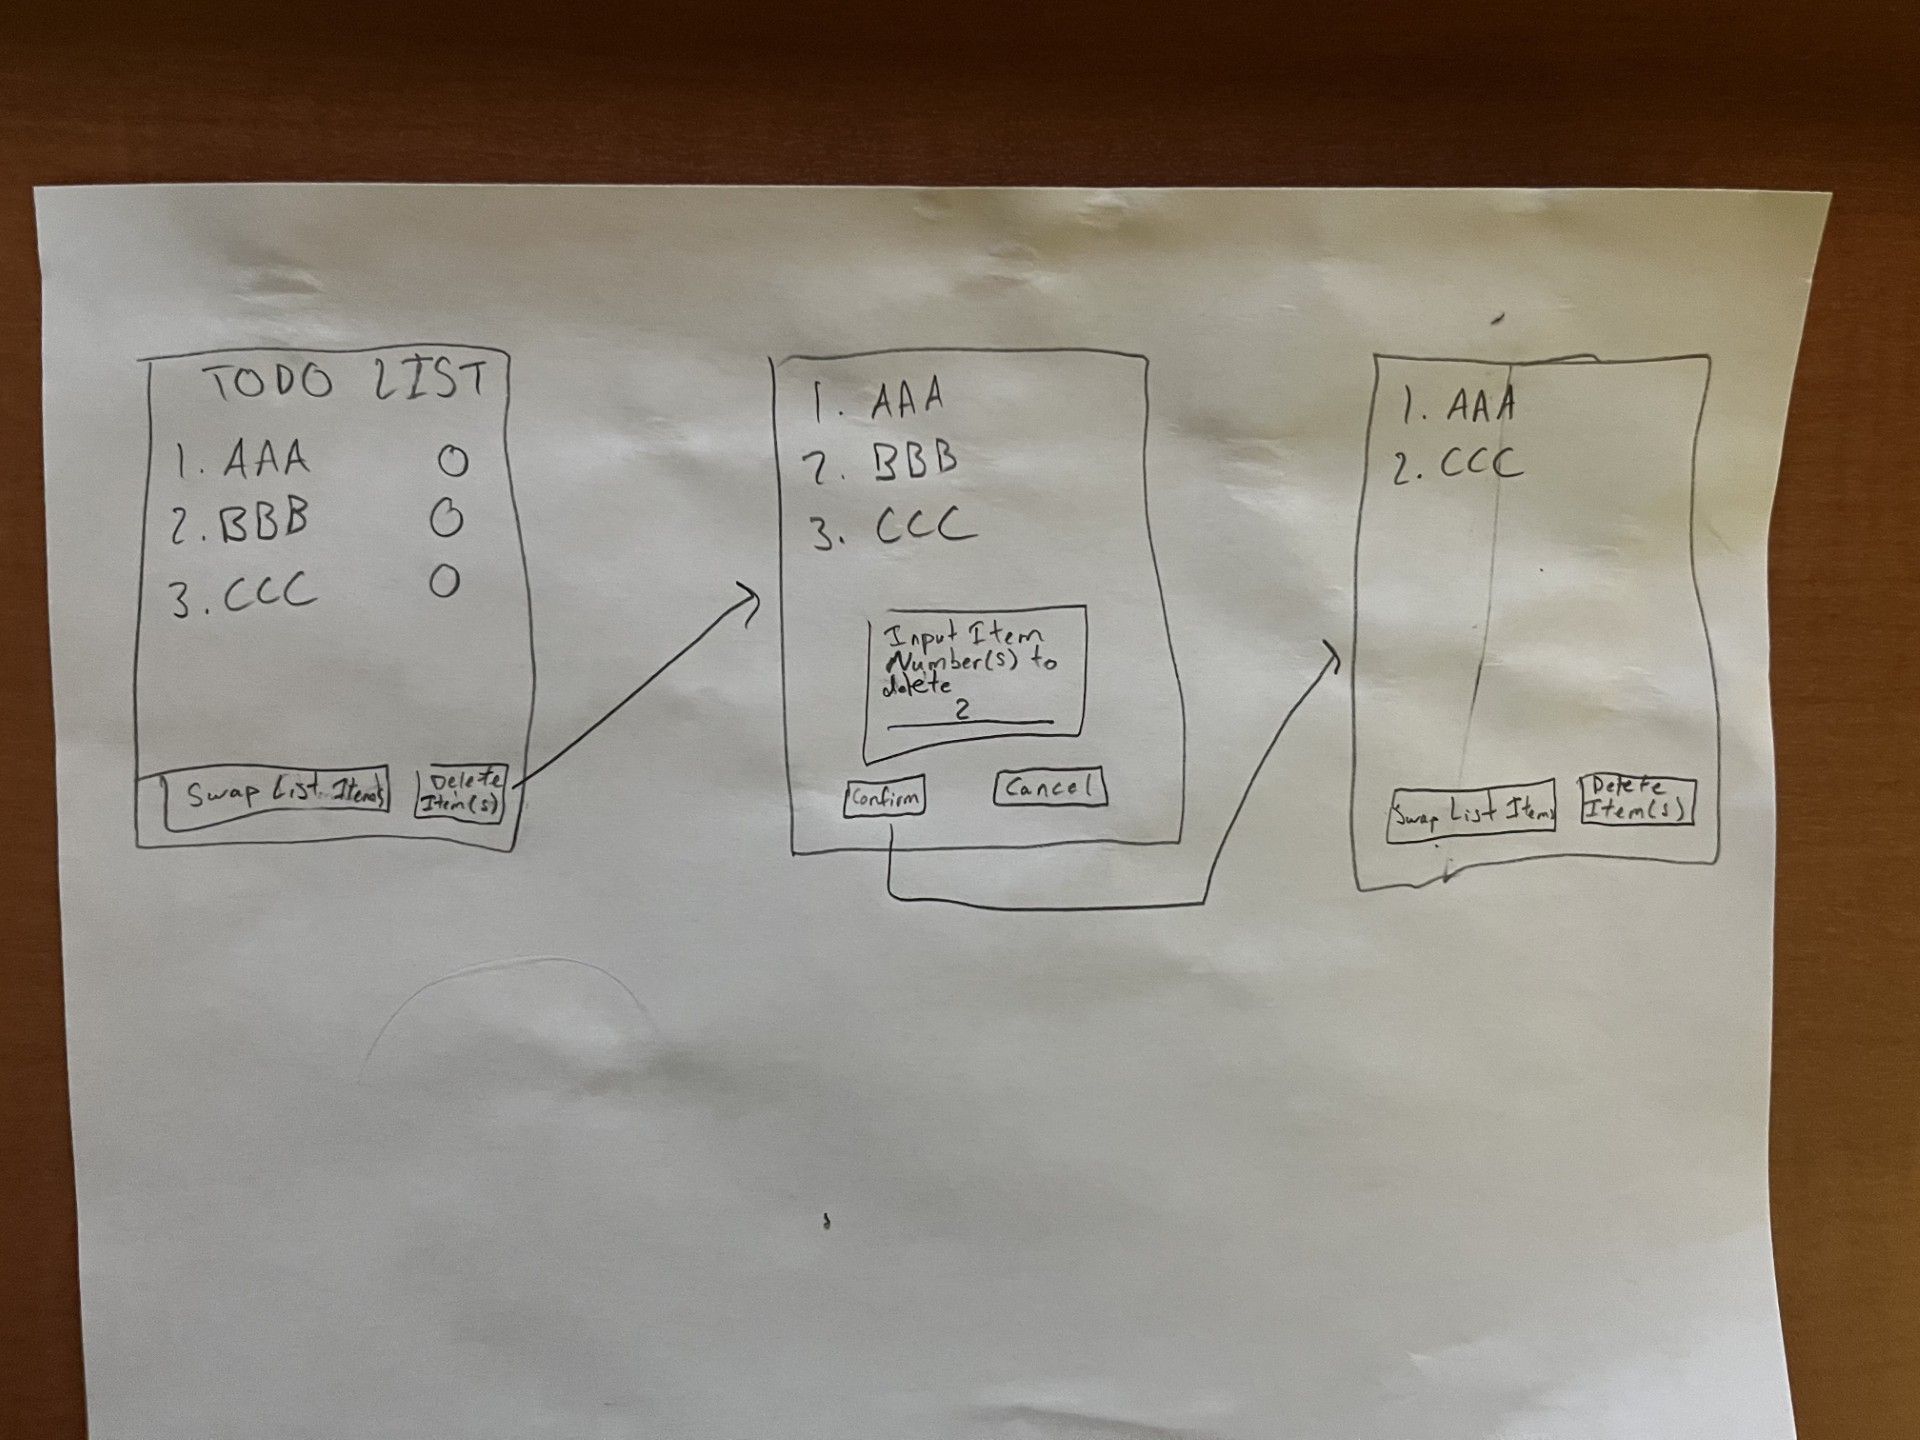 TODO LIST
1. AAA
2. BBB
3. CCC
Swap List Items
Delete
Item(s)
1. AAA
2. BBB
3. CCC
Input Item
Number(s) to
delete
2
Confirm
Cancel
1. AAA
2. CCC
Swap List Items
Delete
Item(s)